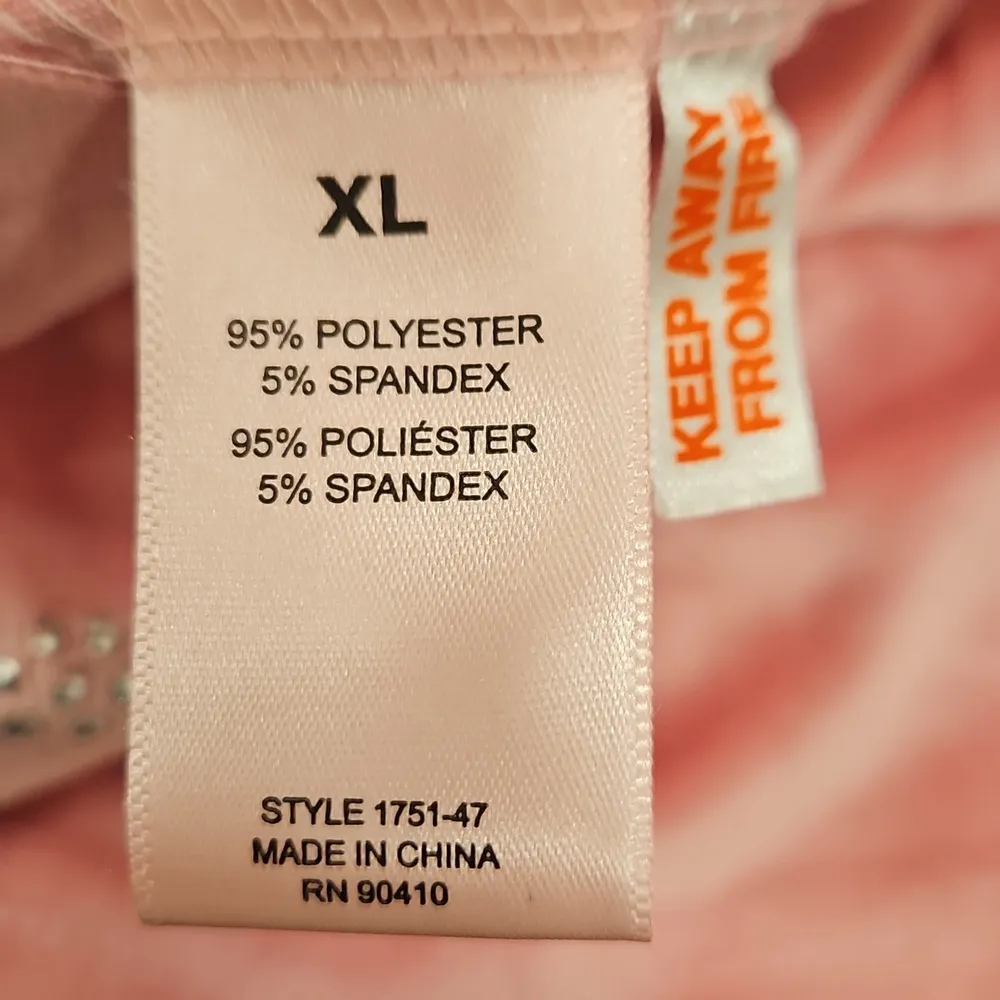 XL
95% POLYESTER
5% SPANDEX
95% POLIÉSTER
5% SPANDEX
STYLE 1751-47
MADE IN CHINA
RN 90410
KEEP AWAY
FROM FIRE